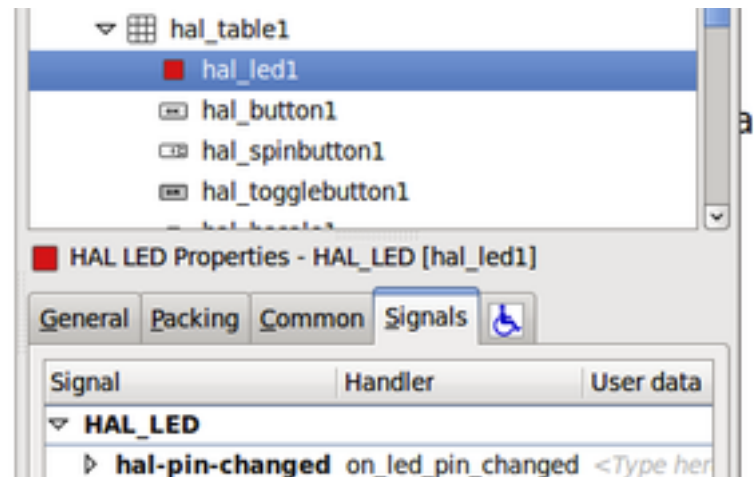 hal_table1
hal_led1
hal_button1
hal_spinbutton1
hal_togglebutton1
HAL LED Properties - HAL_LED [hal_led1]
General Packing Common Signals
Signal Handler User data
HAL_LED
hal-pin-changed on_led_pin_changed <Type her